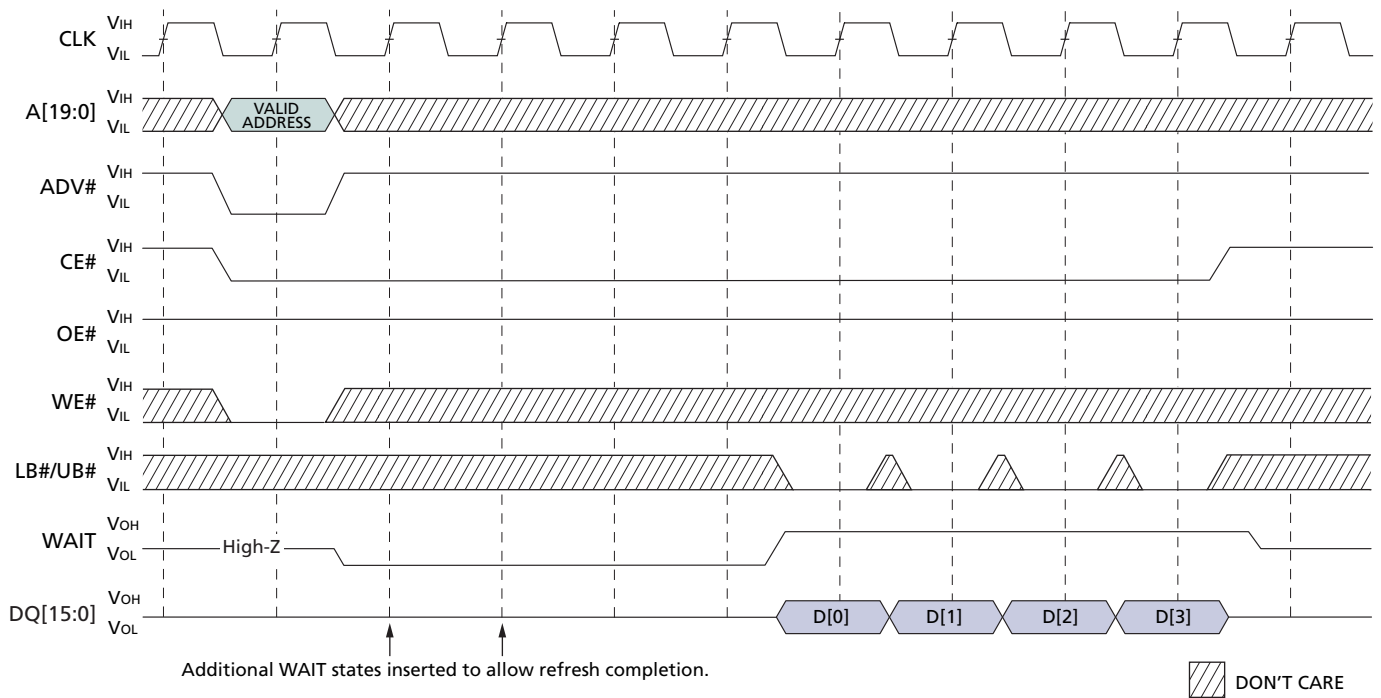 CLK VIH
VIL
A[19:0] VIH
VIL
VALID
ADDRESS
ADV# VIH
VIL
CE# VIH
VIL
OE# VIH
VIL
WE# VIH
VIL
LB#/UB# VIH
VIL
WAIT VOH
VOL
High-Z
DQ[15:0] VOH
VOL
D[0] D[1] D[2] D[3]
Additional WAIT states inserted to allow refresh completion.
DON'T CARE